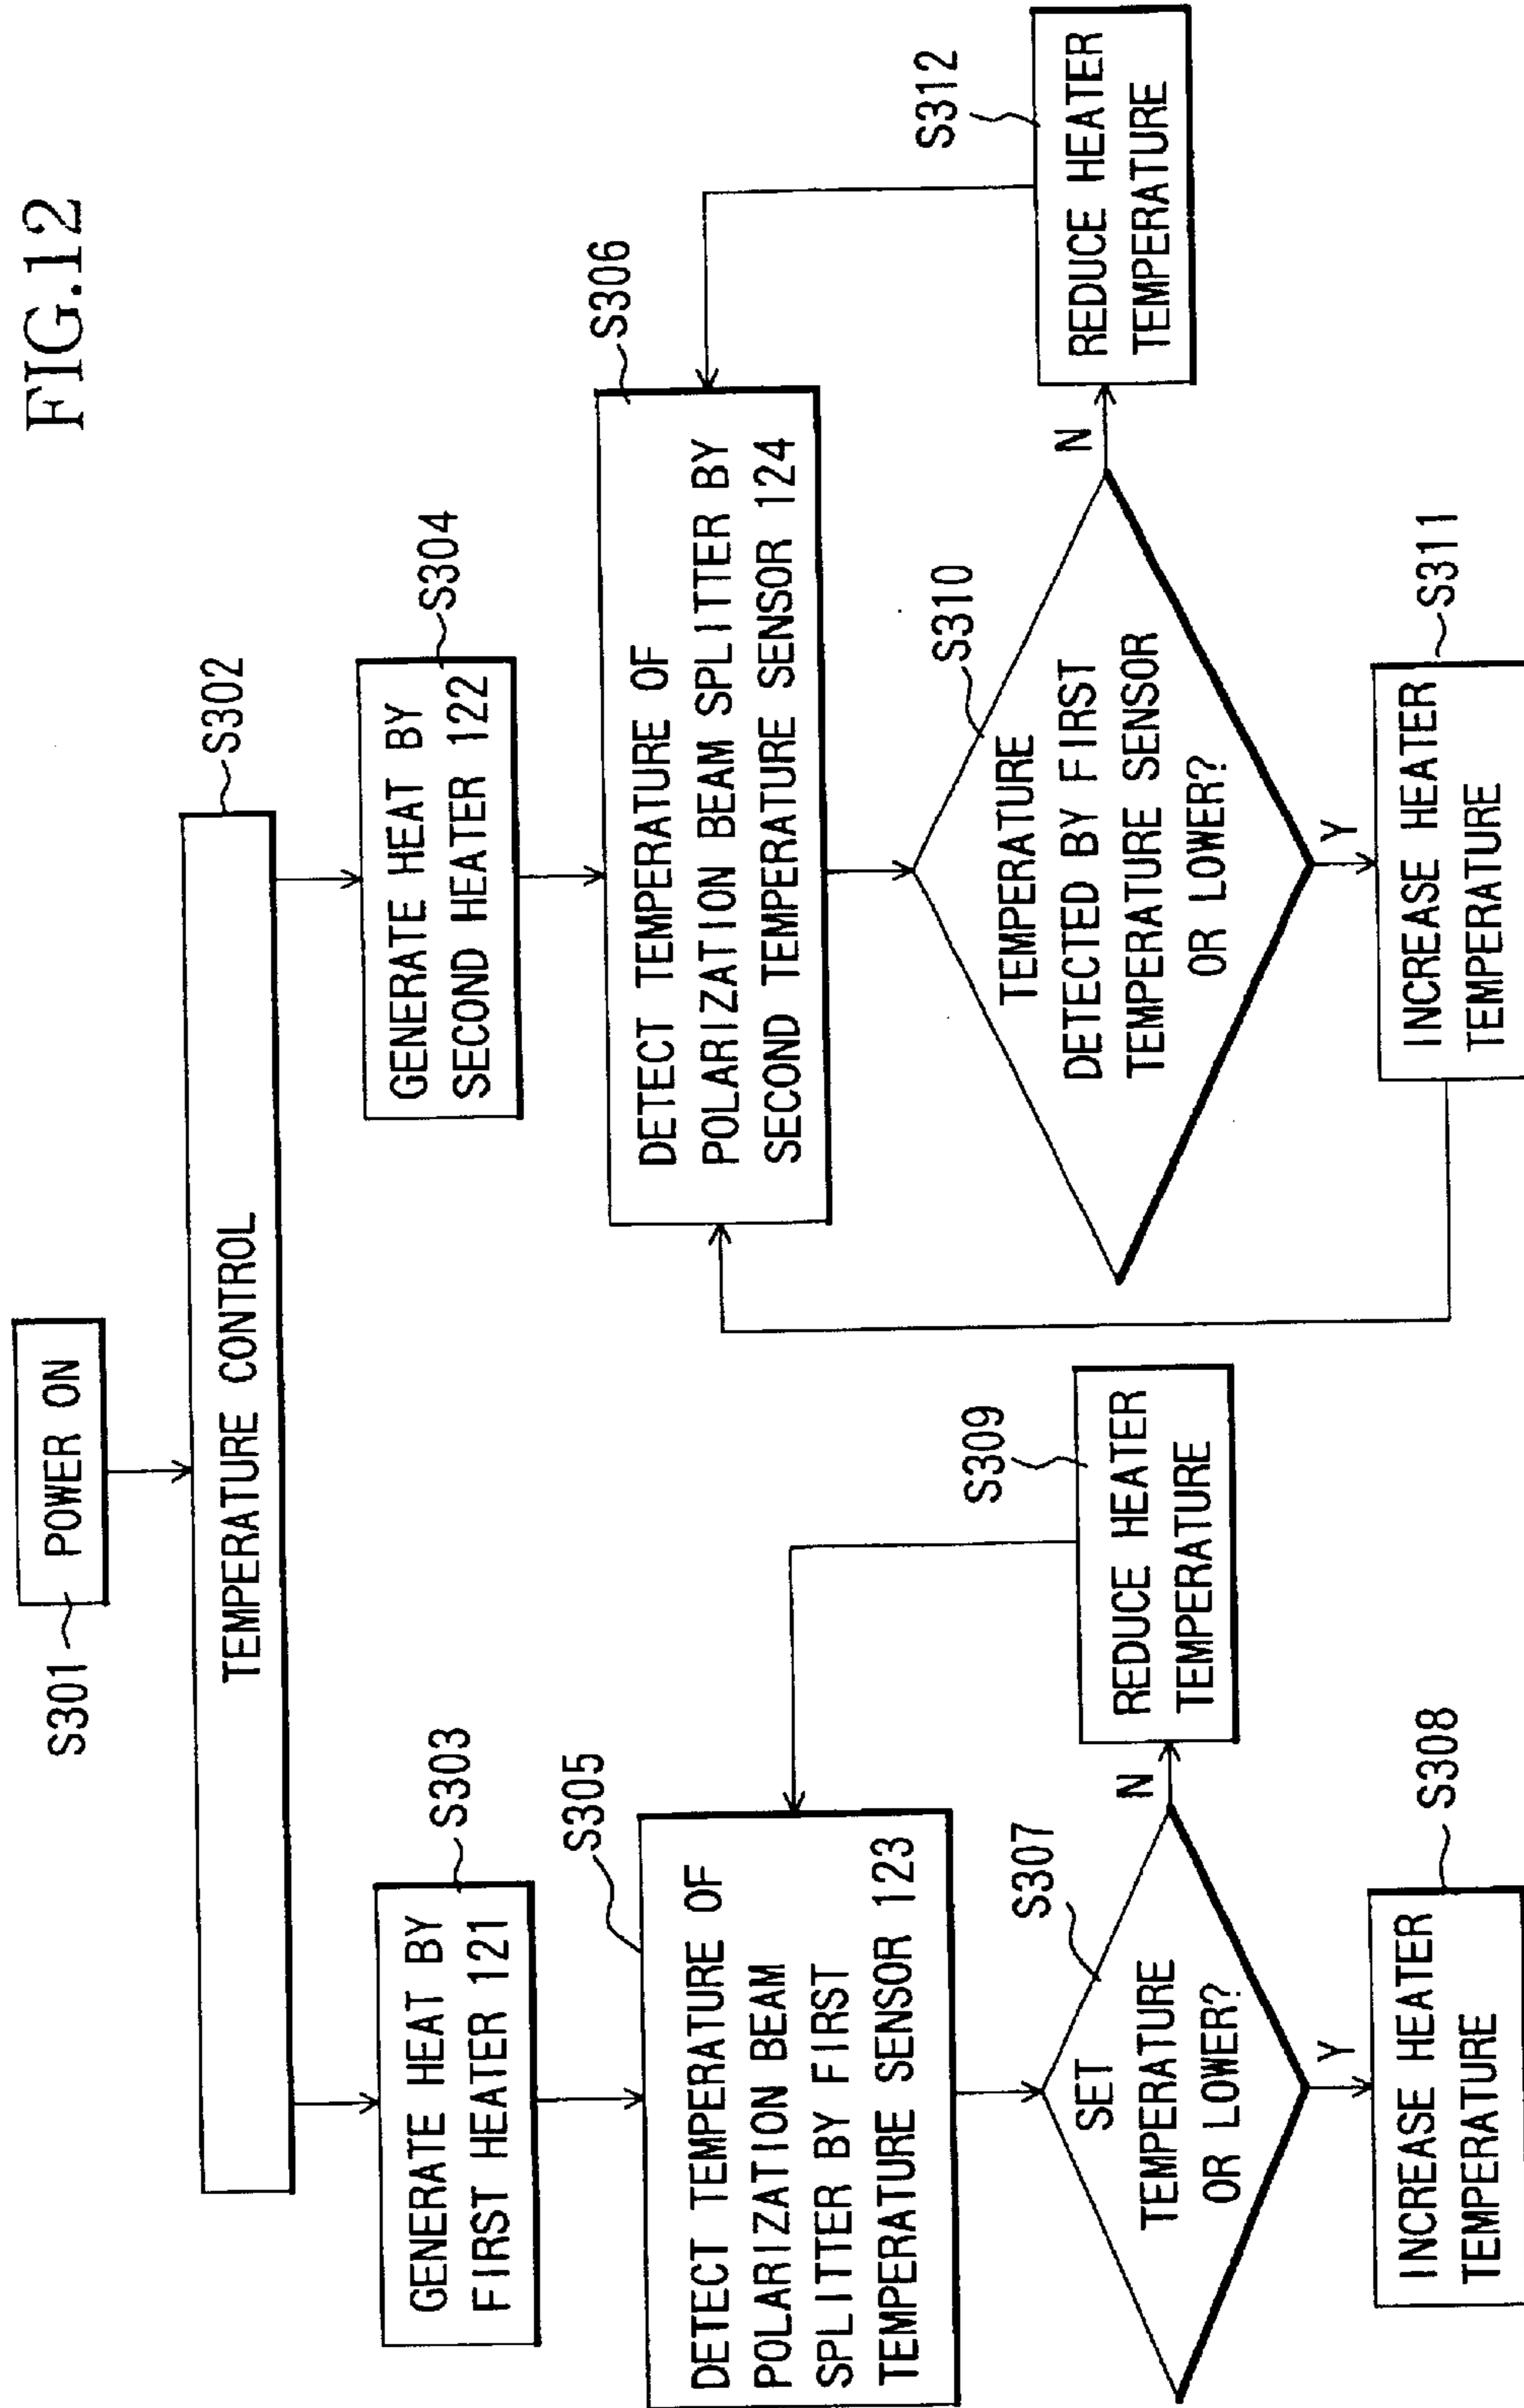 FIG.12
S301
POWER ON
S302
TEMPERATURE CONTROL
S303
GENERATE HEAT BY
FIRST HEATER 121
S304
GENERATE HEAT BY
SECOND HEATER 122
S305
DETECT TEMPERATURE OF
POLARIZATION BEAM
SPLITTER BY FIRST
TEMPERATURE SENSOR 123
S306
DETECT TEMPERATURE OF
POLARIZATION BEAM SPLITTER BY
SECOND TEMPERATURE SENSOR 124
S307
SET
TEMPERATURE
OR LOWER?
N
S309
REDUCE HEATER
TEMPERATURE
Y
S308
INCREASE HEATER
TEMPERATURE
S310
TEMPERATURE
DETECTED BY FIRST
TEMPERATURE SENSOR
OR LOWER?
N
S312
REDUCE HEATER
TEMPERATURE
Y
S311
INCREASE HEATER
TEMPERATURE